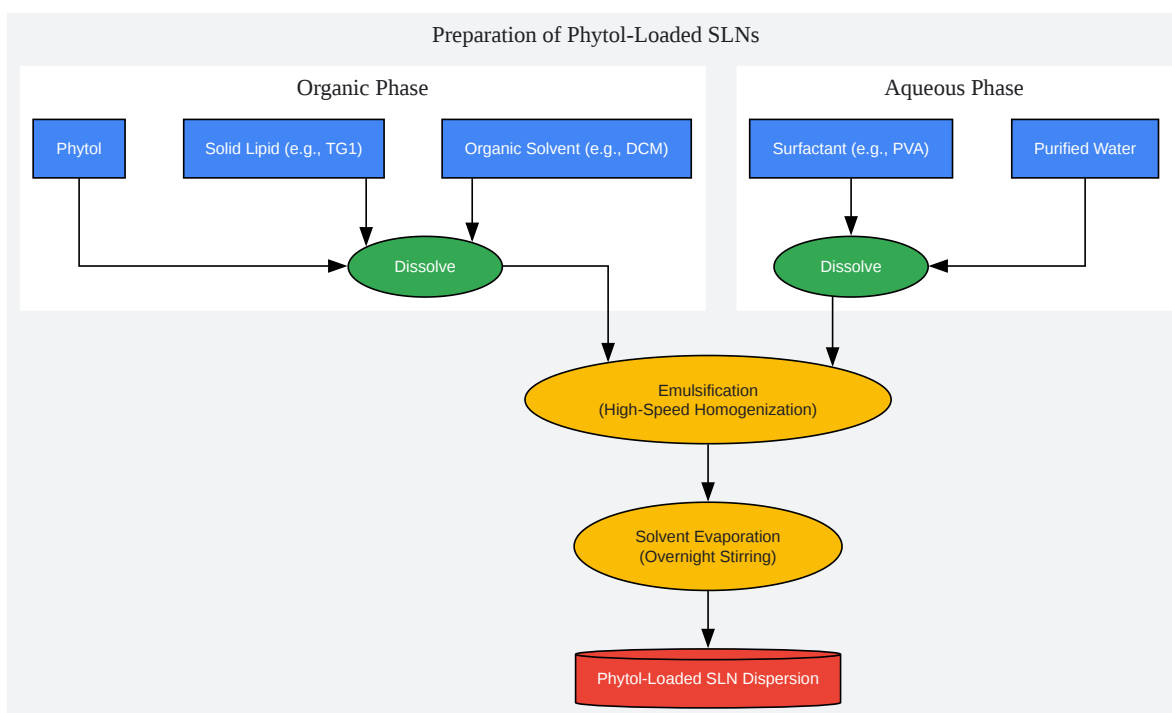 Preparation of Phytol-Loaded SLNs
Organic Phase
Aqueous Phase
Phytol
Solid Lipid (e.g., TG1)
Organic Solvent (e.g., DCM)
Surfactant (e.g., PVA)
Purified Water
Dissolve
Dissolve
Emulsification
(High-Speed Homogenization)
Solvent Evaporation
(Overnight Stirring)
Phytol-Loaded SLN Dispersion